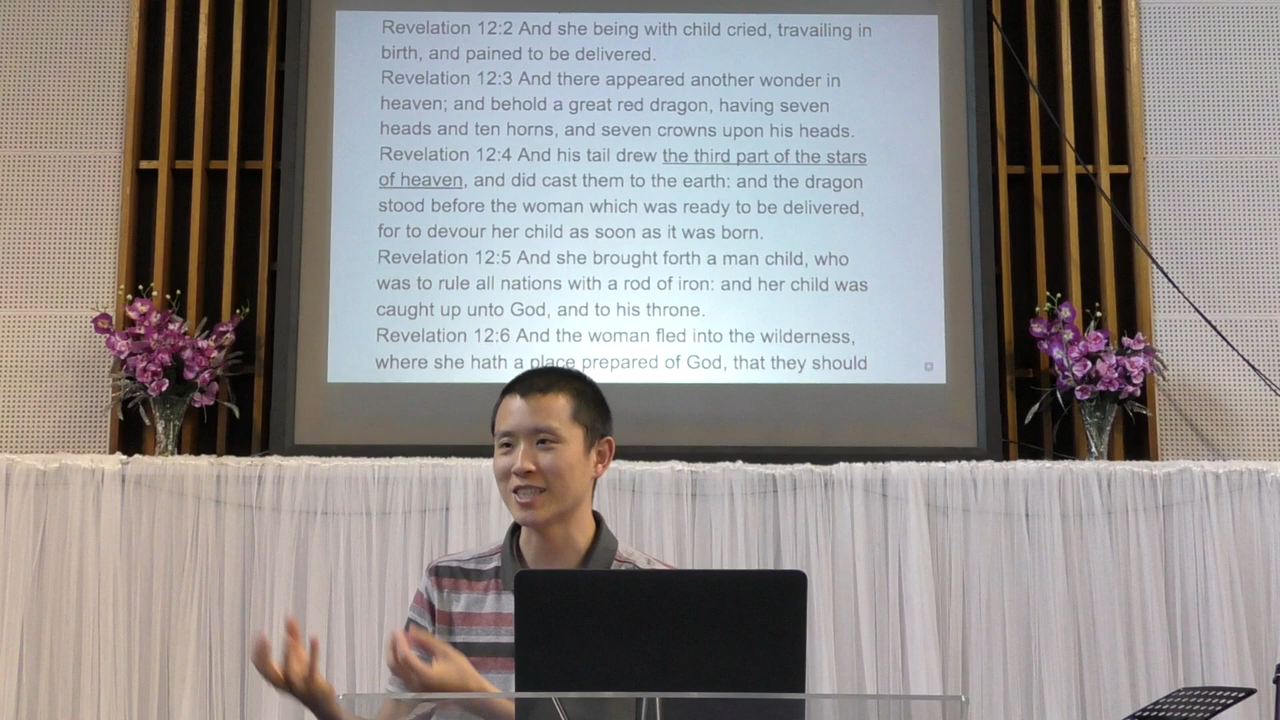 Revelation 12:2 And she being with child cried, travailing in
birth, and pained to be delivered.
Revelation 12:3 And there appeared another wonder in
heaven; and behold a great red dragon, having seven
heads and ten horns, and seven crowns upon his heads.
Revelation 12:4 And his tail drew the third part of the stars
of heaven, and did cast them to the earth: and the dragon
stood before the woman which was ready to be delivered,
for to devour her child as soon as it was born.
Revelation 12:5 And she brought forth a man child, who
was to rule all nations with a rod of iron: and her child was
caught up unto God, and to his throne.
Revelation 12:6 And the woman fled into the wilderness,
where she hath a place prepared of God, that they should